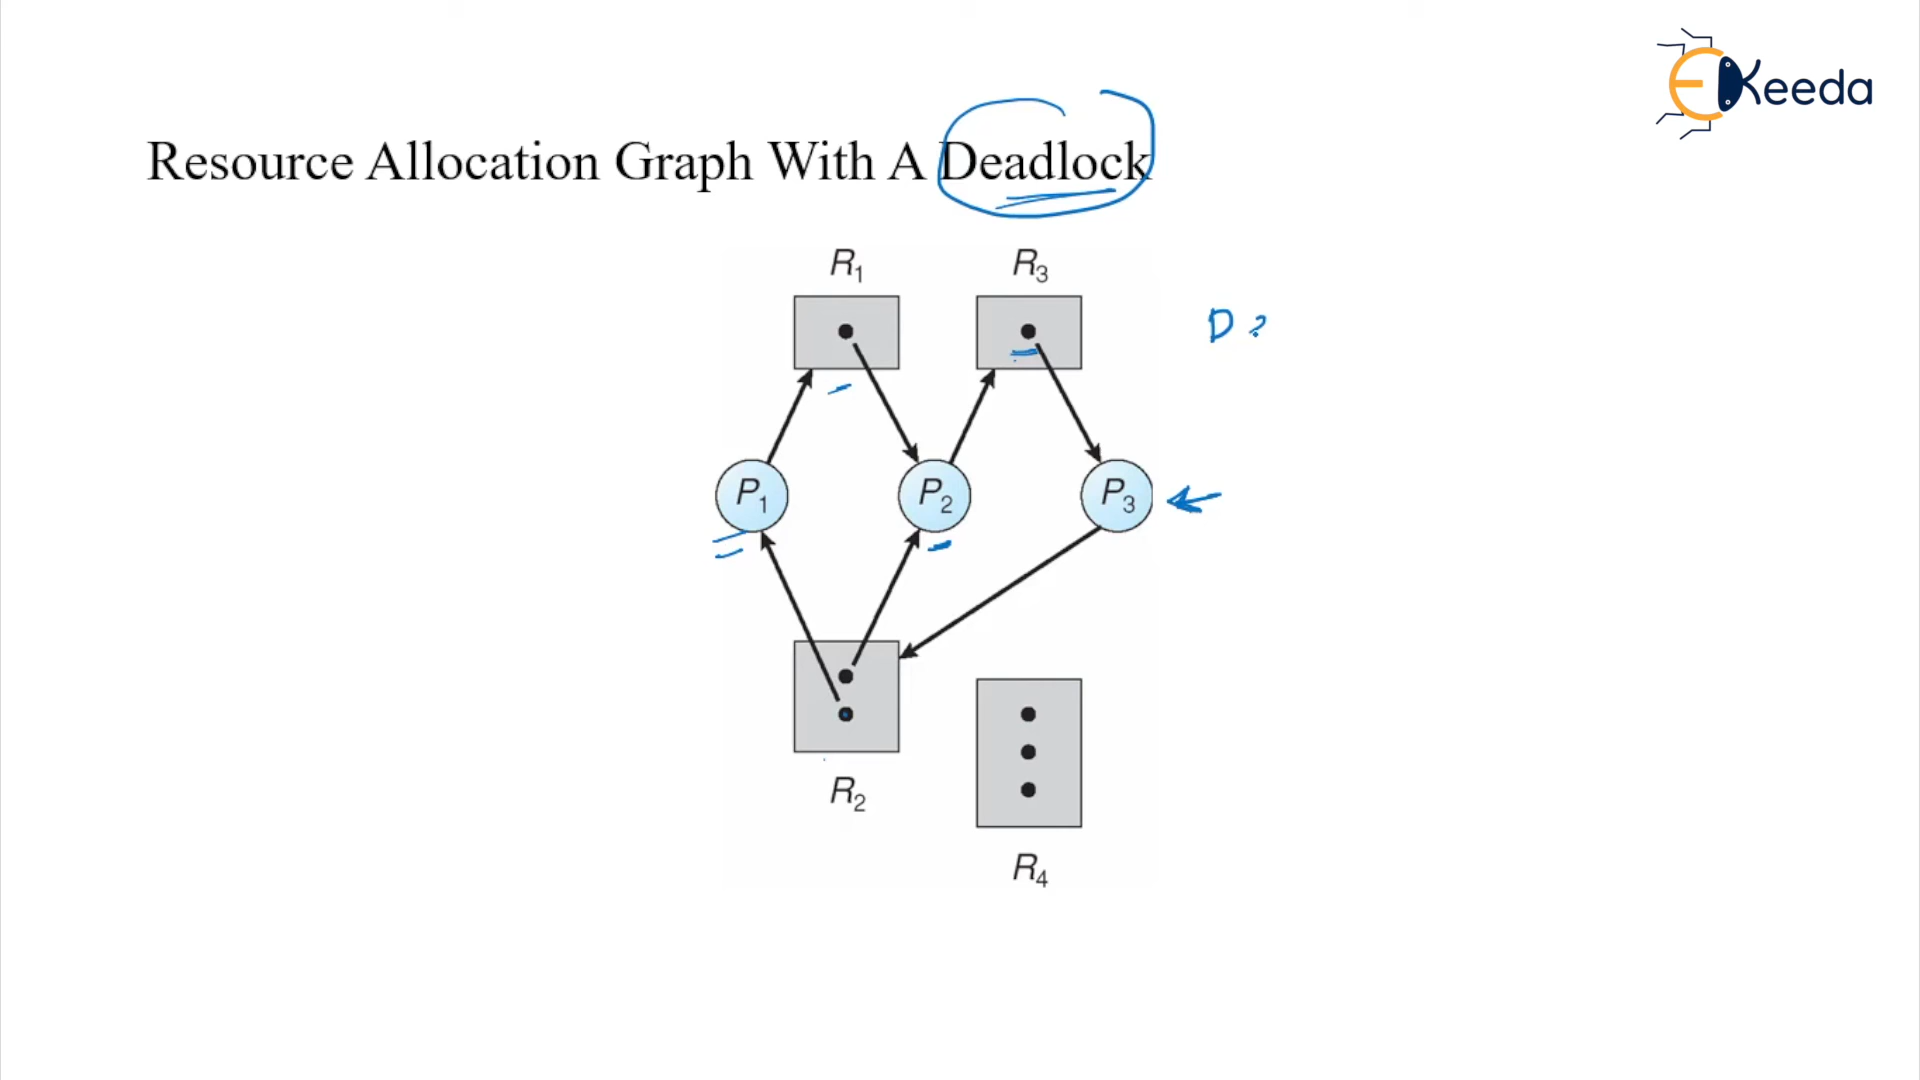 EKeeda
Resource Allocation Graph With A Deadlock
R1
R3
D ?
P1
P2
P3
R2
R4